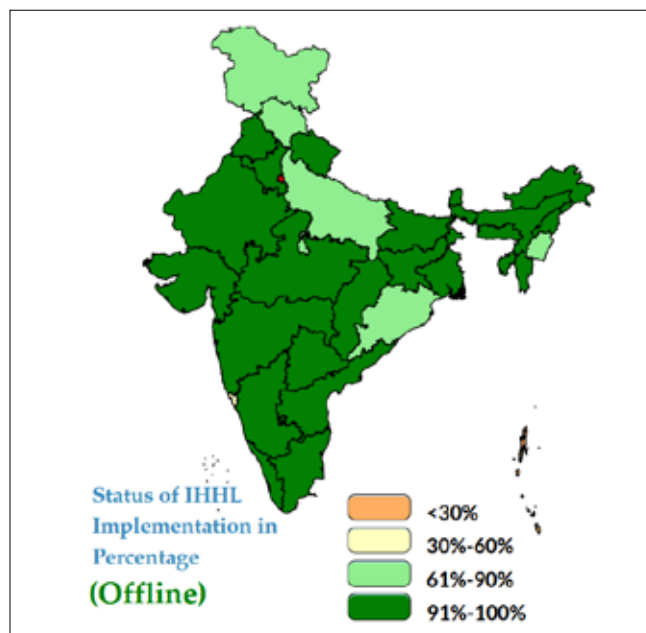 Status of IHHL
Implementation in
Percentage
(Offline)
<30%
30%-60%
61%-90%
91%-100%